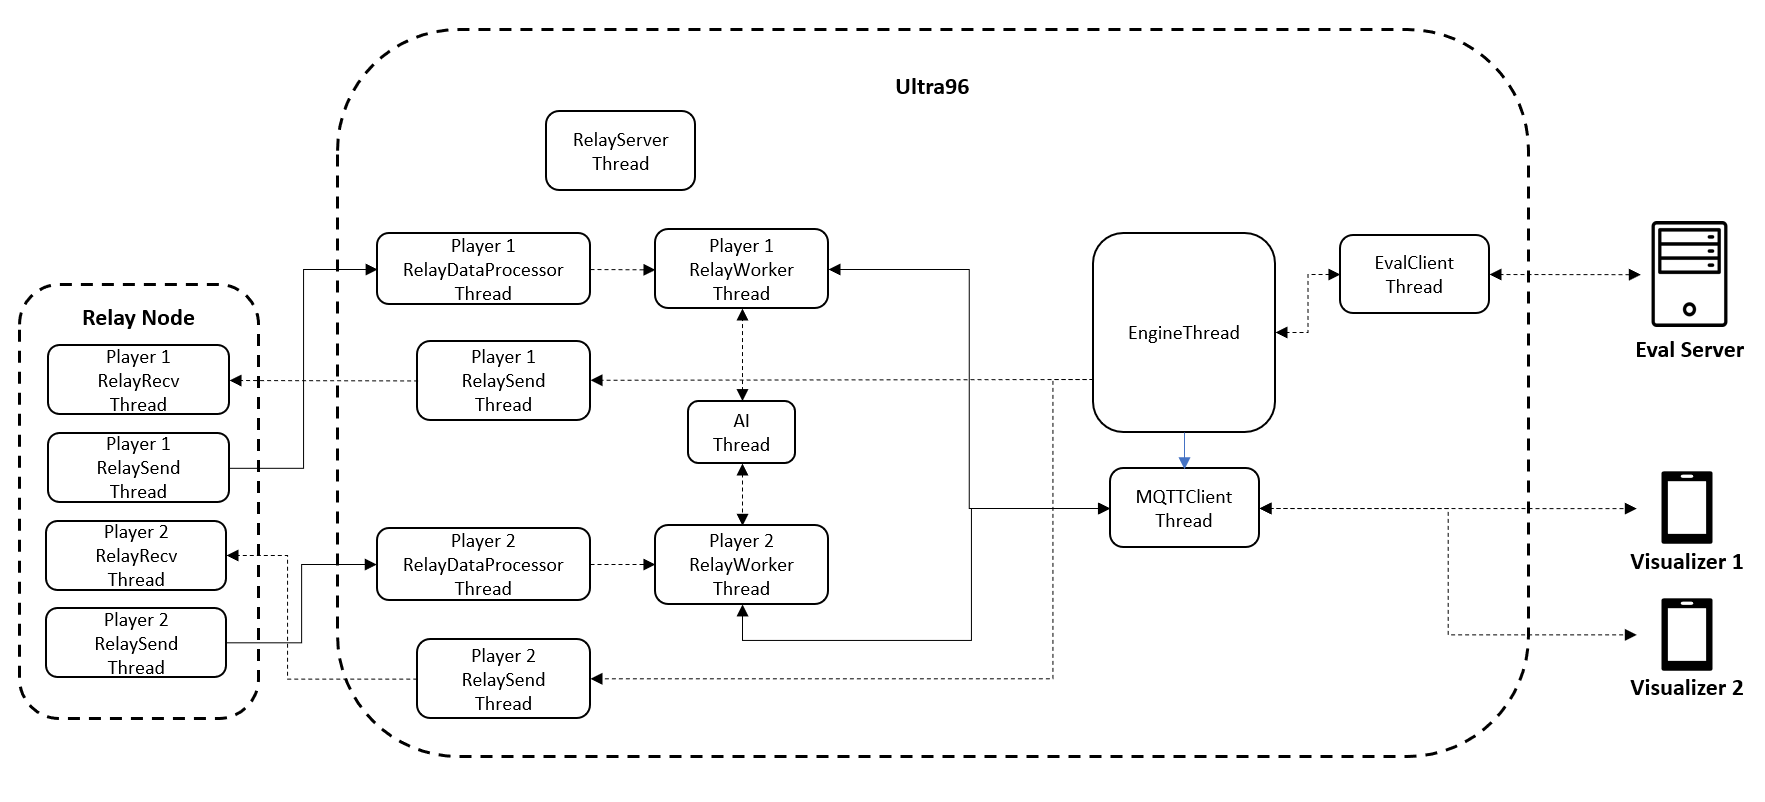 Ultra96
RelayServer
Thread
Player 1
RelayDataProcessor
Thread
Player 1
RelayWorker
Thread
EngineThread
EvalClient
Thread
Eval Server
Relay Node
Player 1
RelayRecv
Thread
Player 1
RelaySend
Thread
Player 1
RelaySend
Thread
AI
Thread
Player 2
RelayRecv
Thread
Player 2
RelaySend
Thread
Player 2
RelayDataProcessor
Thread
Player 2
RelayWorker
Thread
MQTTClient
Thread
Visualizer 1
Player 2
RelaySend
Thread
Visualizer 2